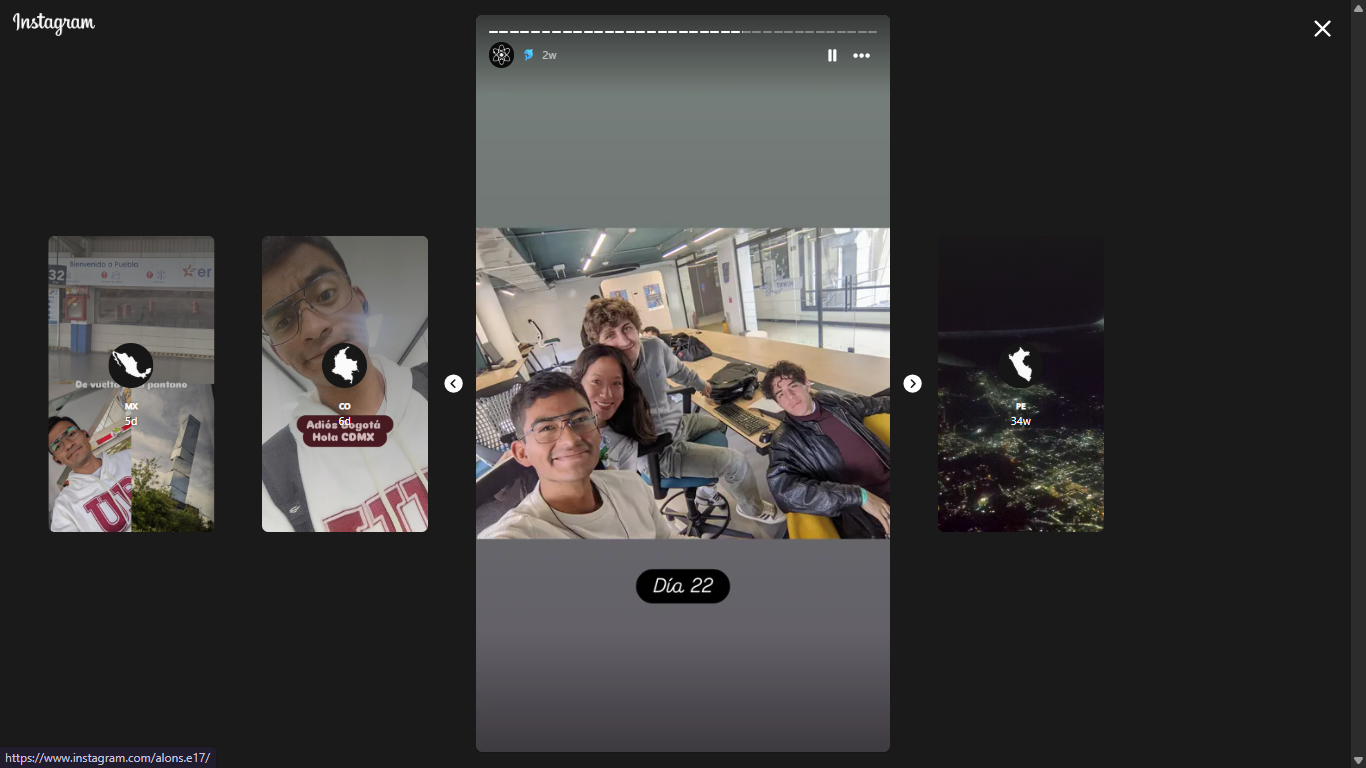 Instagram
2w
32
Bienvenido a Puebla
er
De vuelta
pantano
MX
5d
CO
6d
Adiós Bogotá
Hola CDMX
PE
34w
Día 22
https://www.instagram.com/alons.e17/